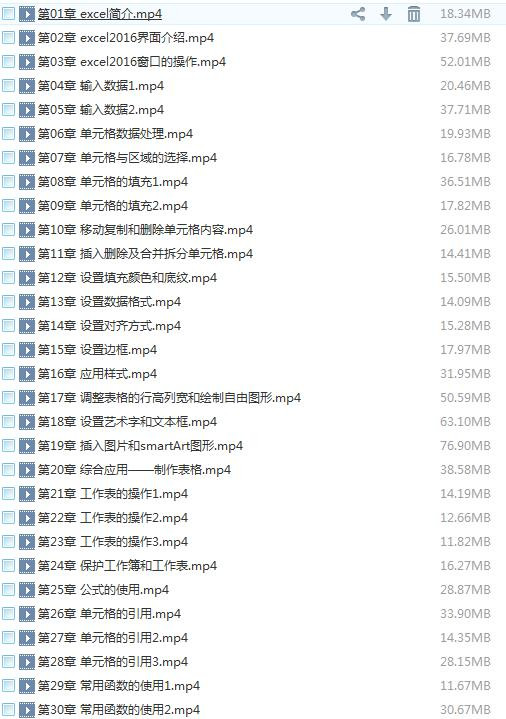 第01章 excel简介.mp4 18.34MB
第02章 excel2016界面介绍.mp4 37.69MB
第03章 excel2016窗口的操作.mp4 52.01MB
第04章 输入数据1.mp4 20.46MB
第05章 输入数据2.mp4 37.71MB
第06章 单元格数据处理.mp4 19.93MB
第07章 单元格与区域的选择.mp4 16.78MB
第08章 单元格的填充1.mp4 36.51MB
第09章 单元格的填充2.mp4 17.82MB
第10章 移动复制和删除单元格内容.mp4 26.01MB
第11章 插入删除及合并拆分单元格.mp4 14.41MB
第12章 设置填充颜色和底纹.mp4 15.50MB
第13章 设置数据格式.mp4 14.09MB
第14章 设置对齐方式.mp4 15.28MB
第15章 设置边框.mp4 17.97MB
第16章 应用样式.mp4 31.95MB
第17章 调整表格的行高列宽和绘制自由图形.mp4 50.59MB
第18章 设置艺术字和文本框.mp4 63.10MB
第19章 插入图片和smartArt图形.mp4 76.90MB
第20章 综合应用——制作表格.mp4 38.58MB
第21章 工作表的操作1.mp4 14.19MB
第22章 工作表的操作2.mp4 12.66MB
第23章 工作表的操作3.mp4 11.82MB
第24章 保护工作簿和工作表.mp4 16.27MB
第25章 公式的使用.mp4 28.87MB
第26章 单元格的引用.mp4 33.90MB
第27章 单元格的引用2.mp4 14.35MB
第28章 单元格的引用3.mp4 28.15MB
第29章 常用函数的使用1.mp4 11.67MB
第30章 常用函数的使用2.mp4 30.67MB